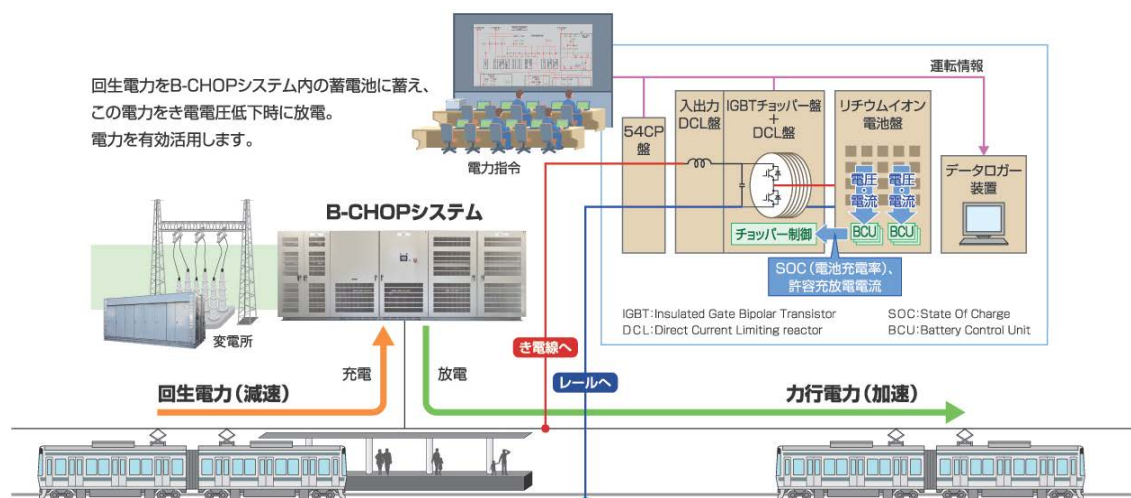 回生電力をB-CHOPシステム内の蓄電池に蓄え、
この電力をき電電圧低下時に放電。
電力を有効活用します。
電力指令
B-CHOPシステム
変電所
充電
放電
回生電力（減速）
力行電力（加速）
き電線へ
レールへ
運転情報
54CP
盤
入出力
DCL盤
IGBTチョッパー盤
+
DCL盤
リチウムイオン
電池盤
データロガー
装置
電圧・電流
電圧・電流
チョッパー制御
BCU
BCU
SOC（電池充電率）、
許容充放電電流
IGBT：Insulated Gate Bipolar Transistor
DCL：Direct Current Limiting reactor
SOC：State Of Charge
BCU：Battery Control Unit